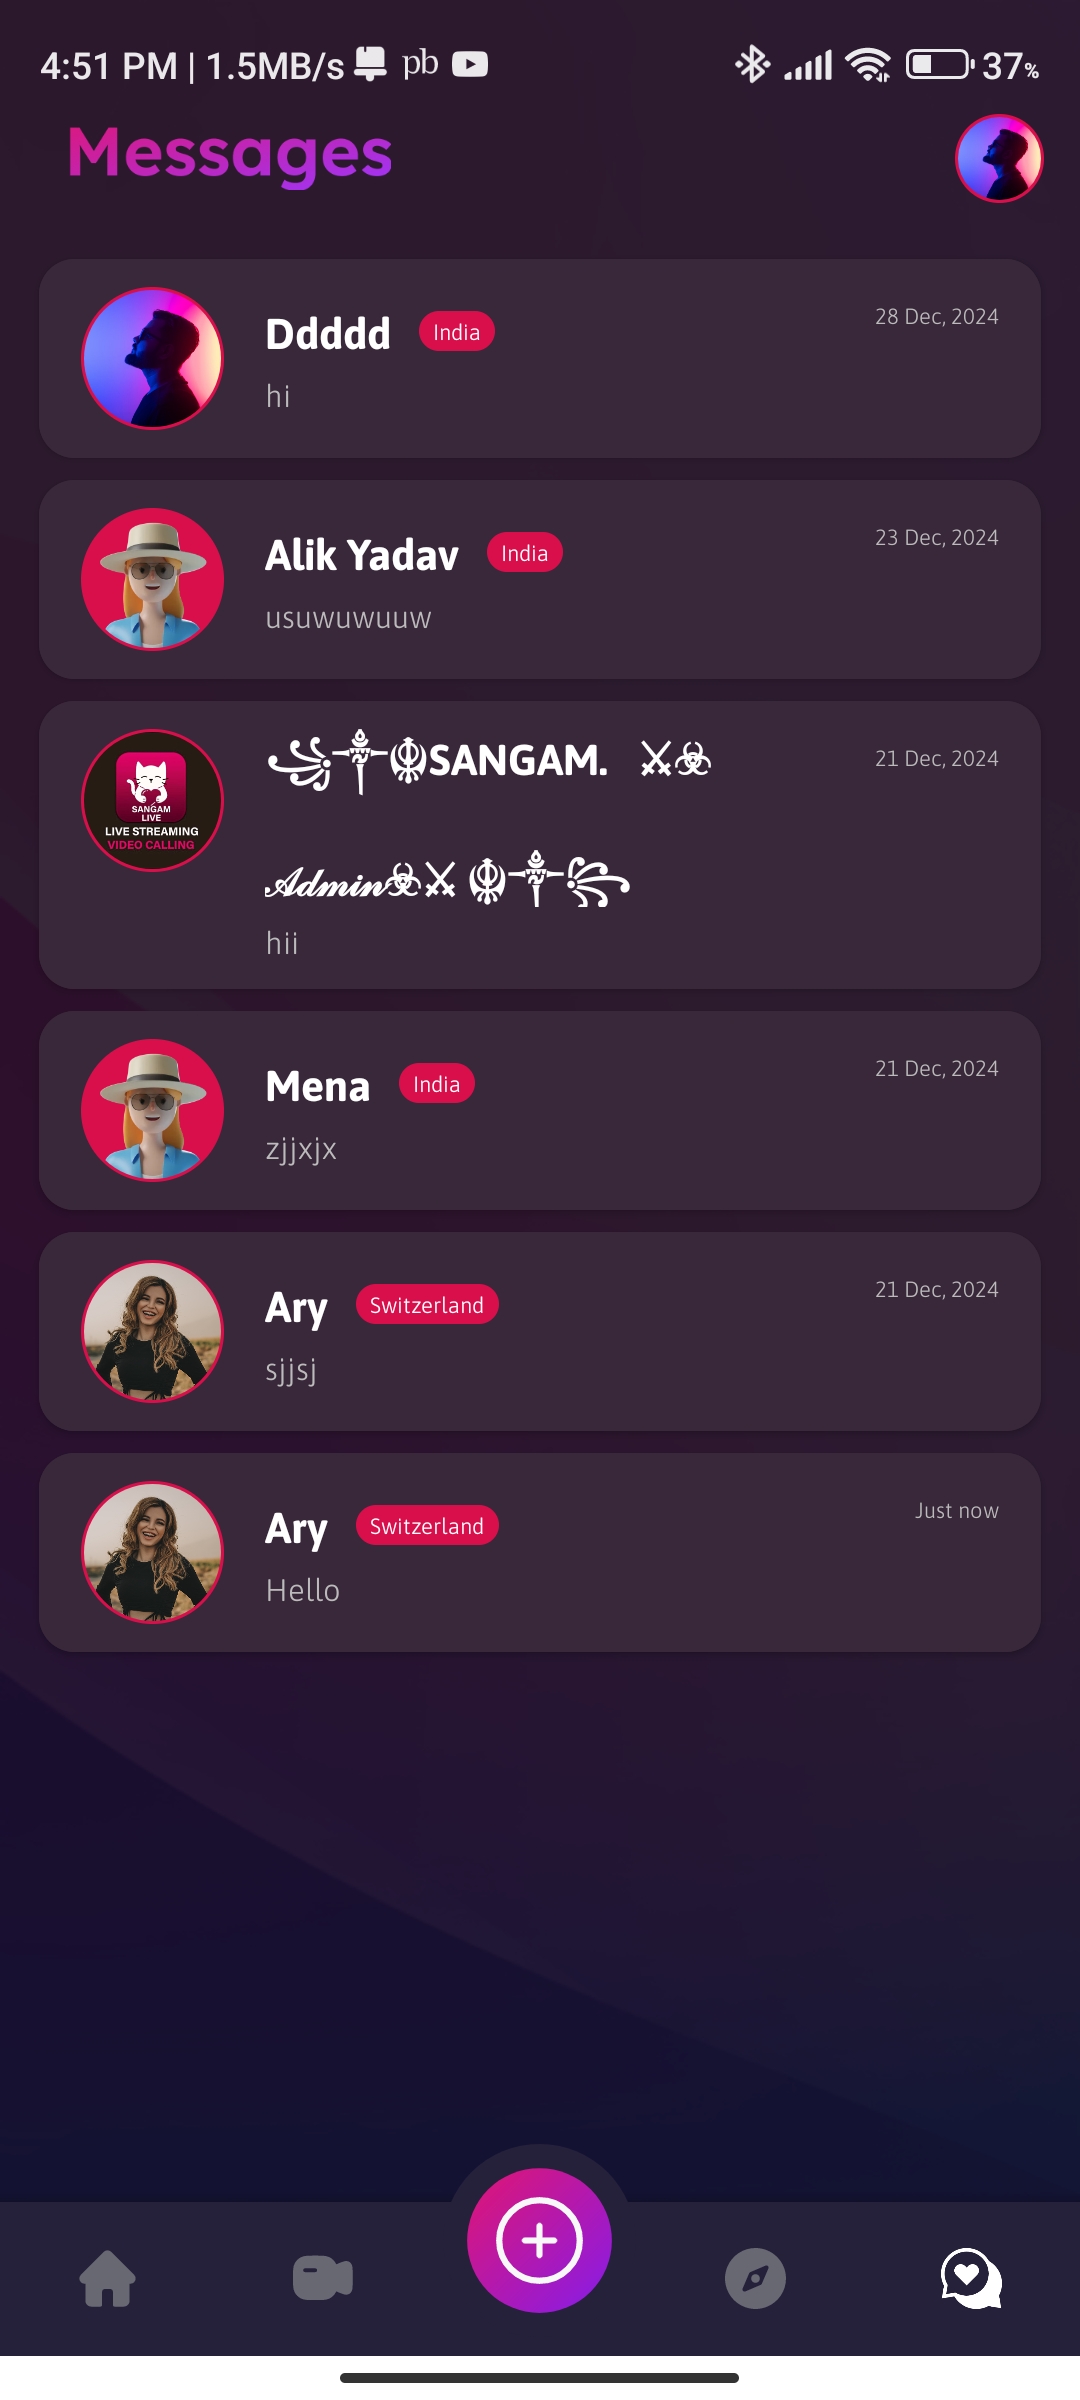 4:51 PM | 1.5MB/s pb
37%
Messages
Ddddd India 28 Dec, 2024
hi
Alik Yadav India 23 Dec, 2024
usuwuwuuw
꧁༒☬SANGAM. ⚔☣ 21 Dec, 2024
𝓐𝓭𝓶𝓲𝓷☣⚔ ☬༒꧂
SANGAM
LIVE
LIVE STREAMING
VIDEO CALLING
hii
Mena India 21 Dec, 2024
zjjxjx
Ary Switzerland 21 Dec, 2024
sjjsj
Ary Switzerland Just now
Hello